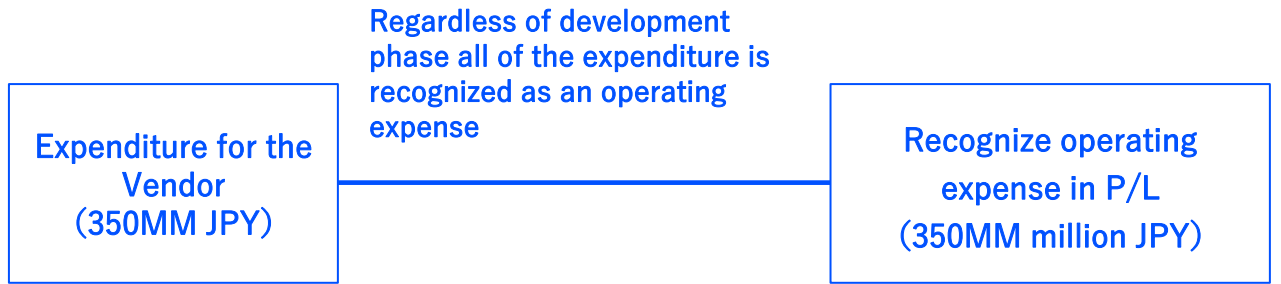 Regardless of development
phase all of the expenditure is
recognized as an operating
expense
Expenditure for the
Vendor
(350MM JPY)
Recognize operating
expense in P/L
(350MM million JPY)